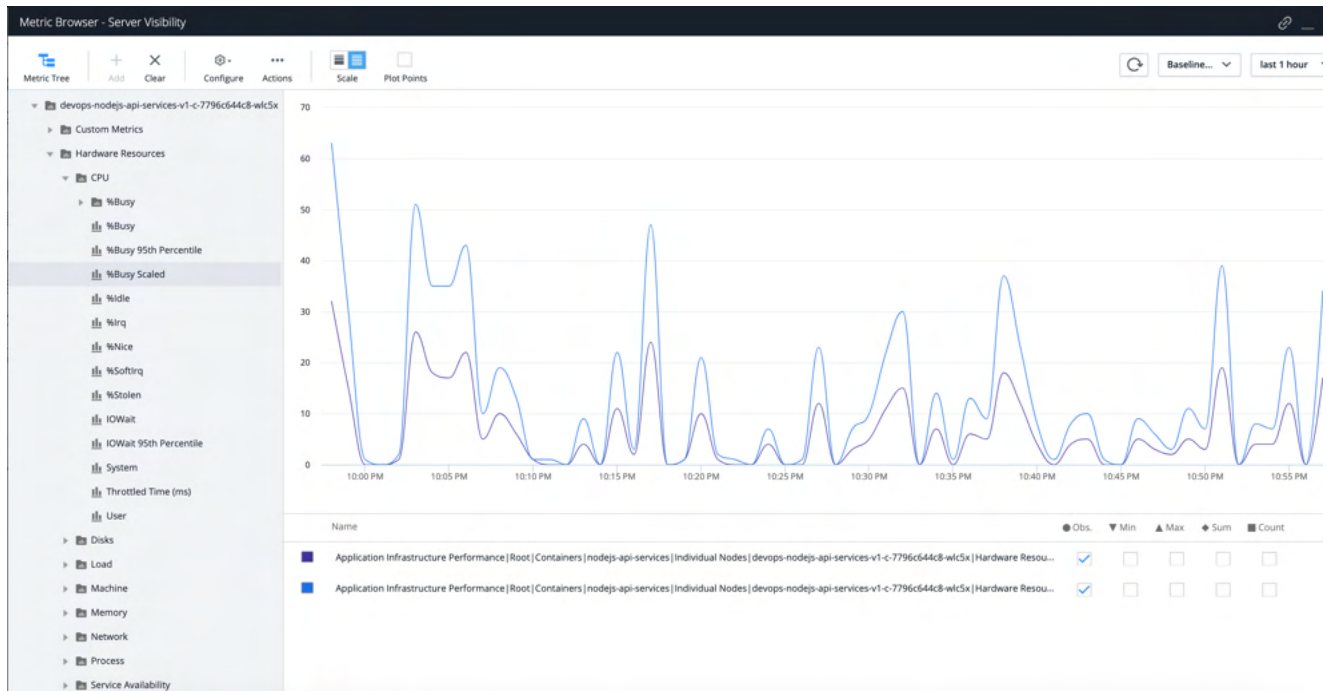 Metric Browser - Server Visibility
Metric Tree
Add
Clear
Configure
Actions
Scale
Plot Points
Baseline...
last 1 hour
devops-nodejs-api-services-v1-c-7796c644c8-wlc5x
Custom Metrics
Hardware Resources
CPU
%Busy
%Busy
%Busy 95th Percentile
%Busy Scaled
%Idle
%Irq
%Nice
%SoftIrq
%Stolen
IOWait
IOWait 95th Percentile
System
Throttled Time (ms)
User
Disks
Load
Machine
Memory
Network
Process
Service Availability
70
60
50
40
30
20
10
0
10:00 PM 10:05 PM 10:10 PM 10:15 PM 10:20 PM 10:25 PM 10:30 PM 10:35 PM 10:40 PM 10:45 PM 10:50 PM 10:55 PM
Name Obs. Min Max Sum Count
Application Infrastructure Performance|Root|Containers|nodejs-api-services|Individual Nodes|devops-nodejs-api-services-v1-c-7796c644c8-wlc5x|Hardware Resou...
Application Infrastructure Performance|Root|Containers|nodejs-api-services|Individual Nodes|devops-nodejs-api-services-v1-c-7796c644c8-wlc5x|Hardware Resou...